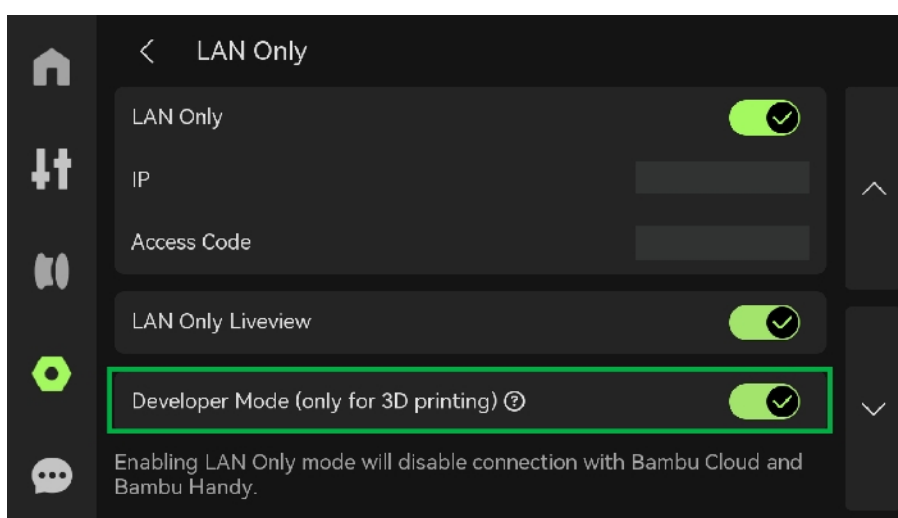 LAN Only
LAN Only
IP
Access Code
LAN Only Liveview
Developer Mode (only for 3D printing)
Enabling LAN Only mode will disable connection with Bambu Cloud and
Bambu Handy.